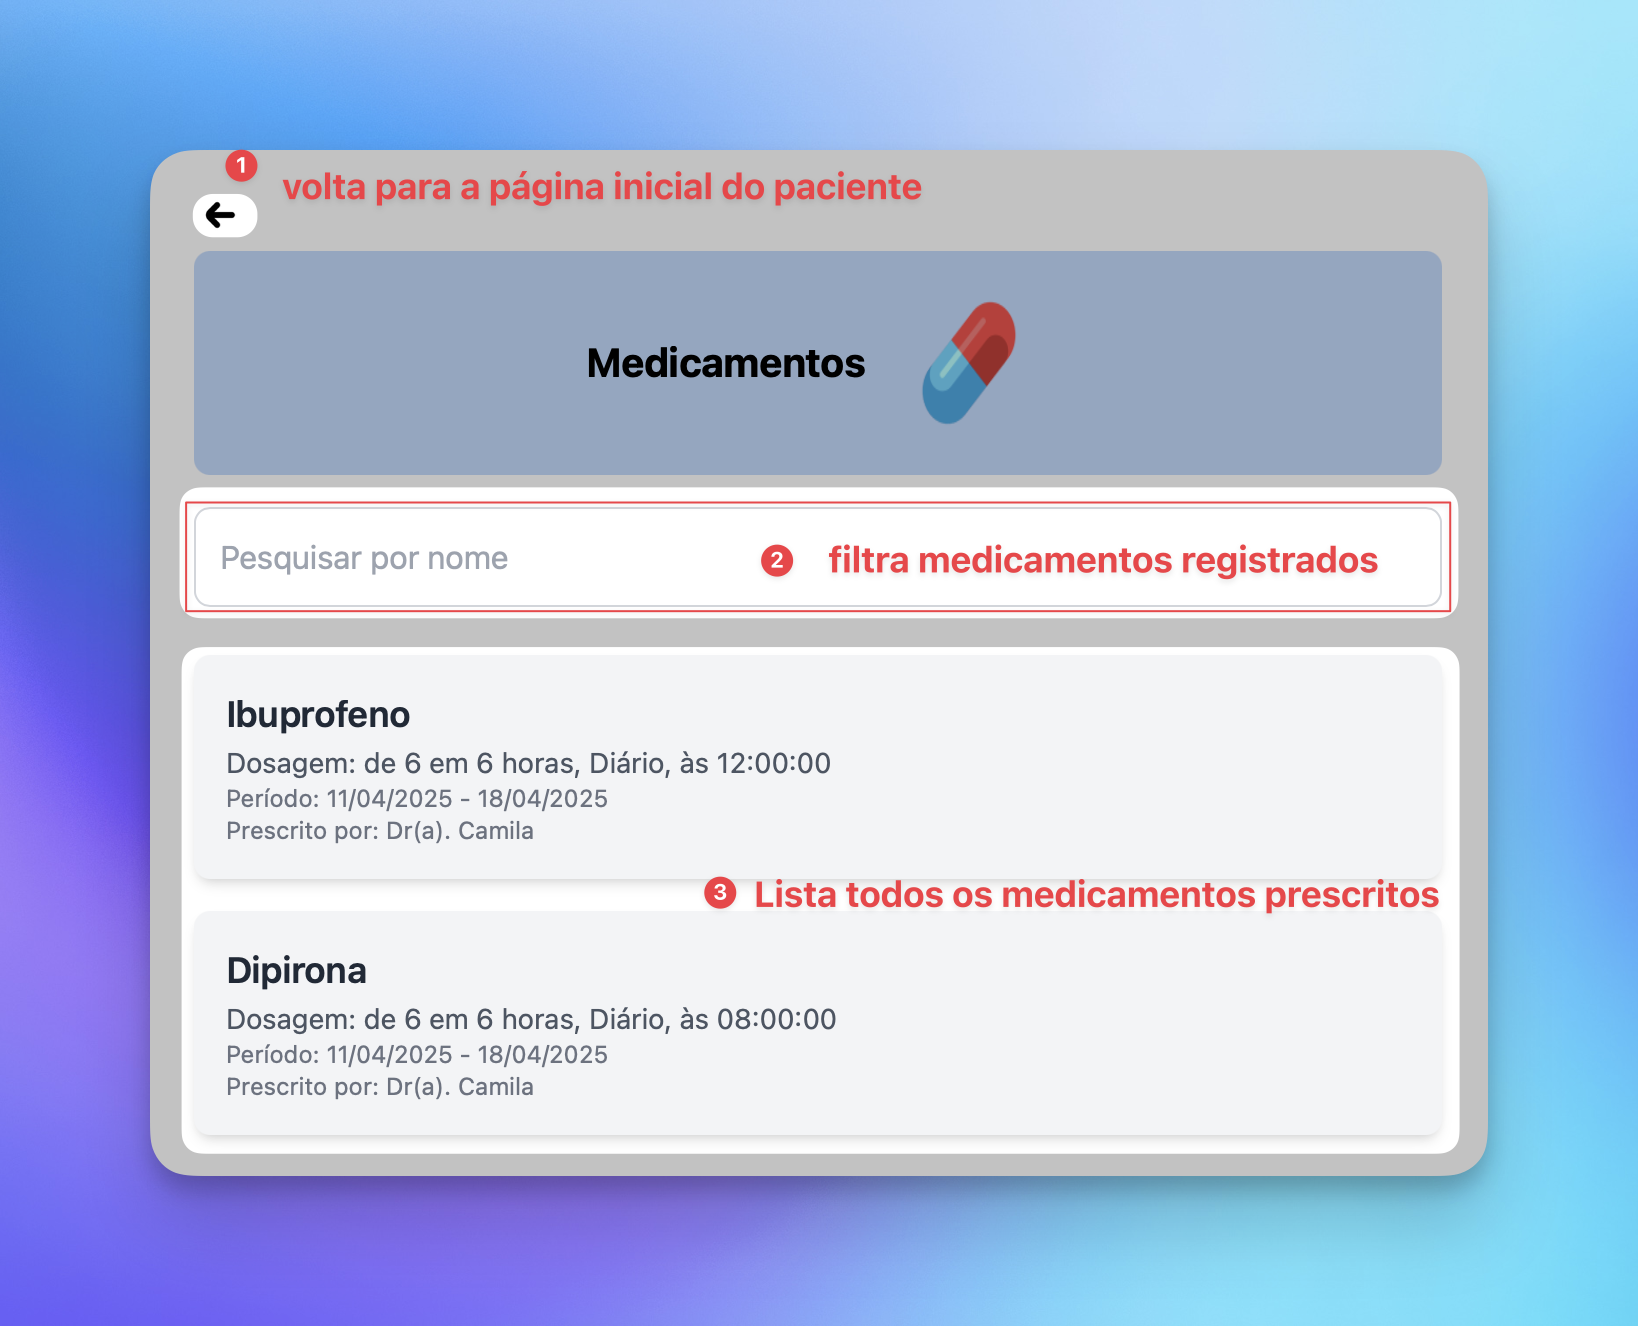 1
volta para a página inicial do paciente
Medicamentos
Pesquisar por nome
2 filtra medicamentos registrados
Ibuprofeno
Dosagem: de 6 em 6 horas, Diário, às 12:00:00
Período: 11/04/2025 - 18/04/2025
Prescrito por: Dr(a). Camila
3 Lista todos os medicamentos prescritos
Dipirona
Dosagem: de 6 em 6 horas, Diário, às 08:00:00
Período: 11/04/2025 - 18/04/2025
Prescrito por: Dr(a). Camila